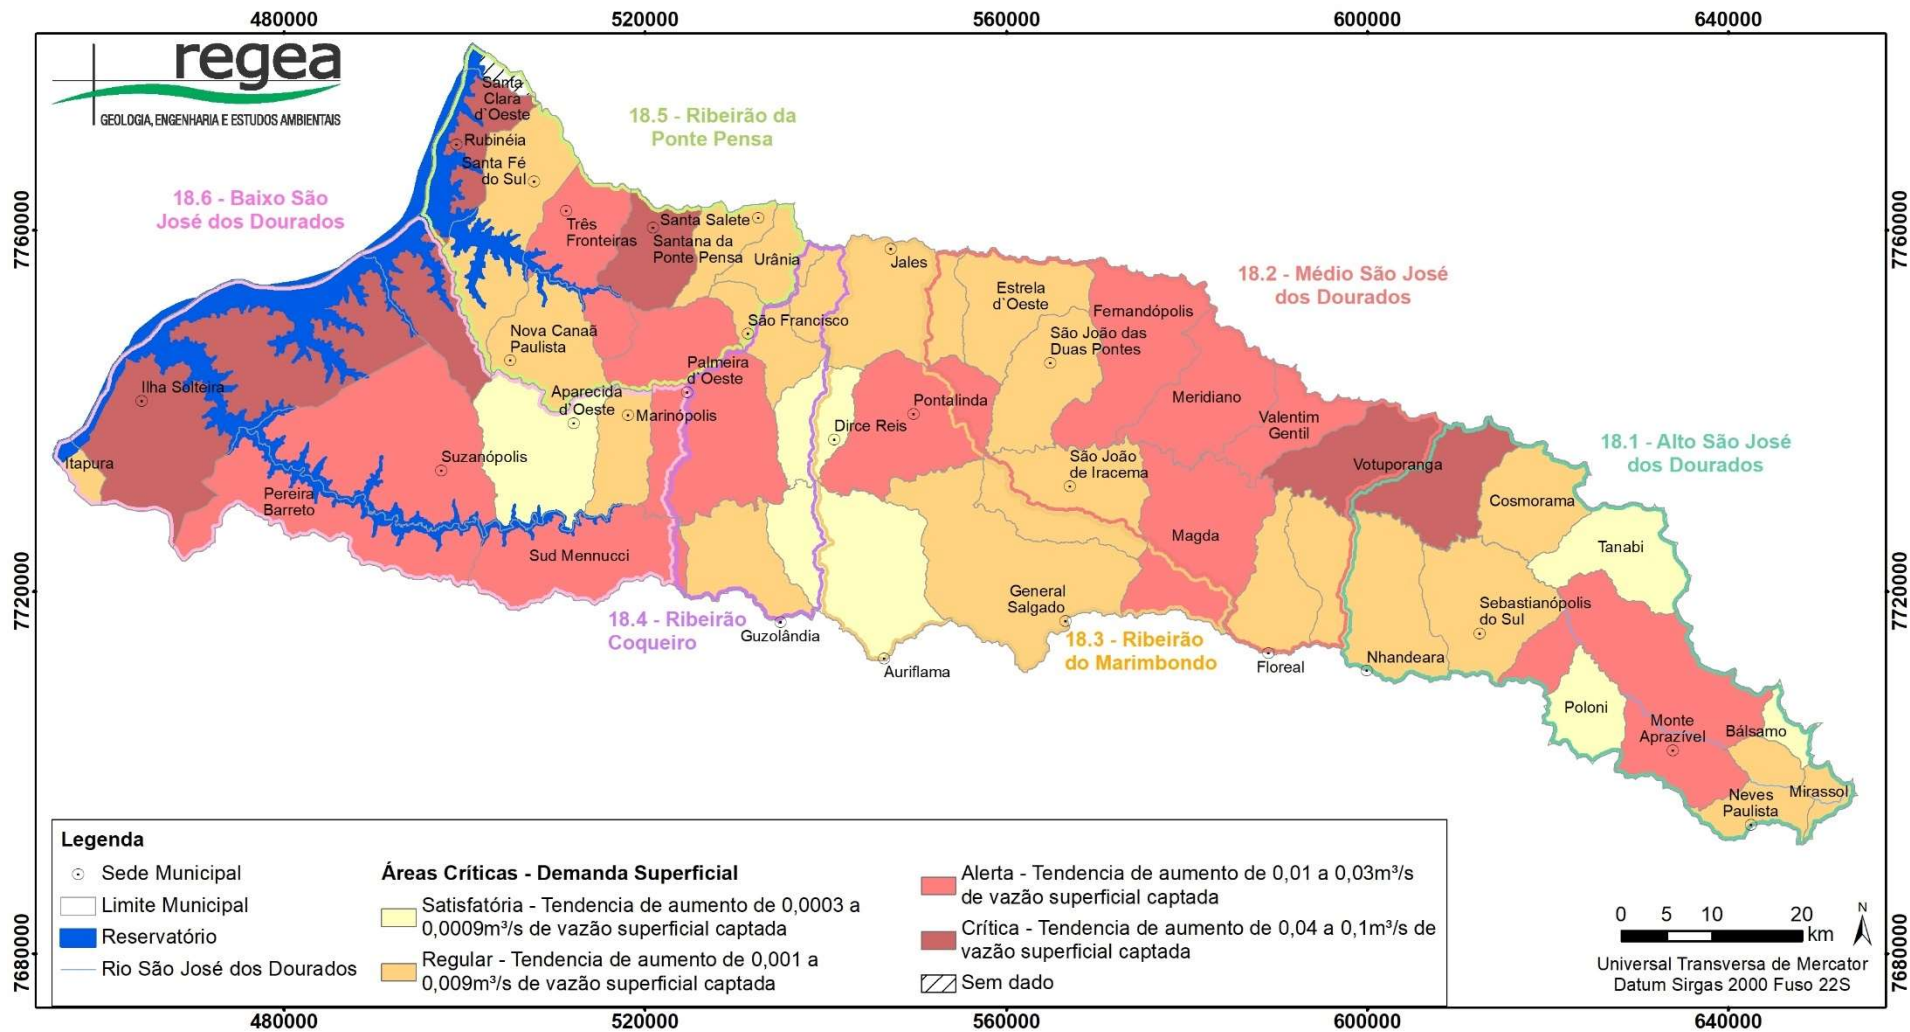 480000
520000
560000
600000
640000
regea
GEOLOGIA, ENGENHARIA E ESTUDOS AMBIENTAIS
7760000
7720000
7680000
7760000
7720000
7680000
18.5 - Ribeirão da
Ponte Pensa
18.6 - Baixo São
José dos Dourados
18.2 - Médio São José
dos Dourados
18.1 - Alto São José
dos Dourados
18.4 - Ribeirão
Coqueiro
18.3 - Ribeirão
do Marimbondo
Santa
Clara
d`Oeste
Rubinéia
Santa Fé
do Sul
Três
Fronteiras
Santa Salete
Santana da
Ponte Pensa
Urânia
Jales
Estrela
d`Oeste
Fernandópolis
São João das
Duas Pontes
Nova Canaã
Paulista
São Francisco
Palmeira
d`Oeste
Aparecida
d`Oeste
Marinópolis
Ilha Solteira
Itapura
Suzanópolis
Pereira
Barreto
Sud Mennucci
Dirce Reis
Pontalinda
Meridiano
Valentim
Gentil
Votuporanga
São João
de Iracema
Cosmorama
Tanabi
Magda
General
Salgado
Sebastianópolis
do Sul
Guzolândia
Auriflama
Floreal
Nhandeara
Poloni
Monte
Aprazível
Bálsamo
Neves
Paulista
Mirassol
Legenda
Sede Municipal
Limite Municipal
Reservatório
Rio São José dos Dourados
Áreas Críticas - Demanda Superficial
Satisfatória - Tendencia de aumento de 0,0003 a
0,0009m³/s de vazão superficial captada
Regular - Tendencia de aumento de 0,001 a
0,009m³/s de vazão superficial captada
Alerta - Tendencia de aumento de 0,01 a 0,03m³/s
de vazão superficial captada
Crítica - Tendencia de aumento de 0,04 a 0,1m³/s de
vazão superficial captada
Sem dado
0 5 10 20
km
N
Universal Transversa de Mercator
Datum Sirgas 2000 Fuso 22S
480000
520000
560000
600000
640000